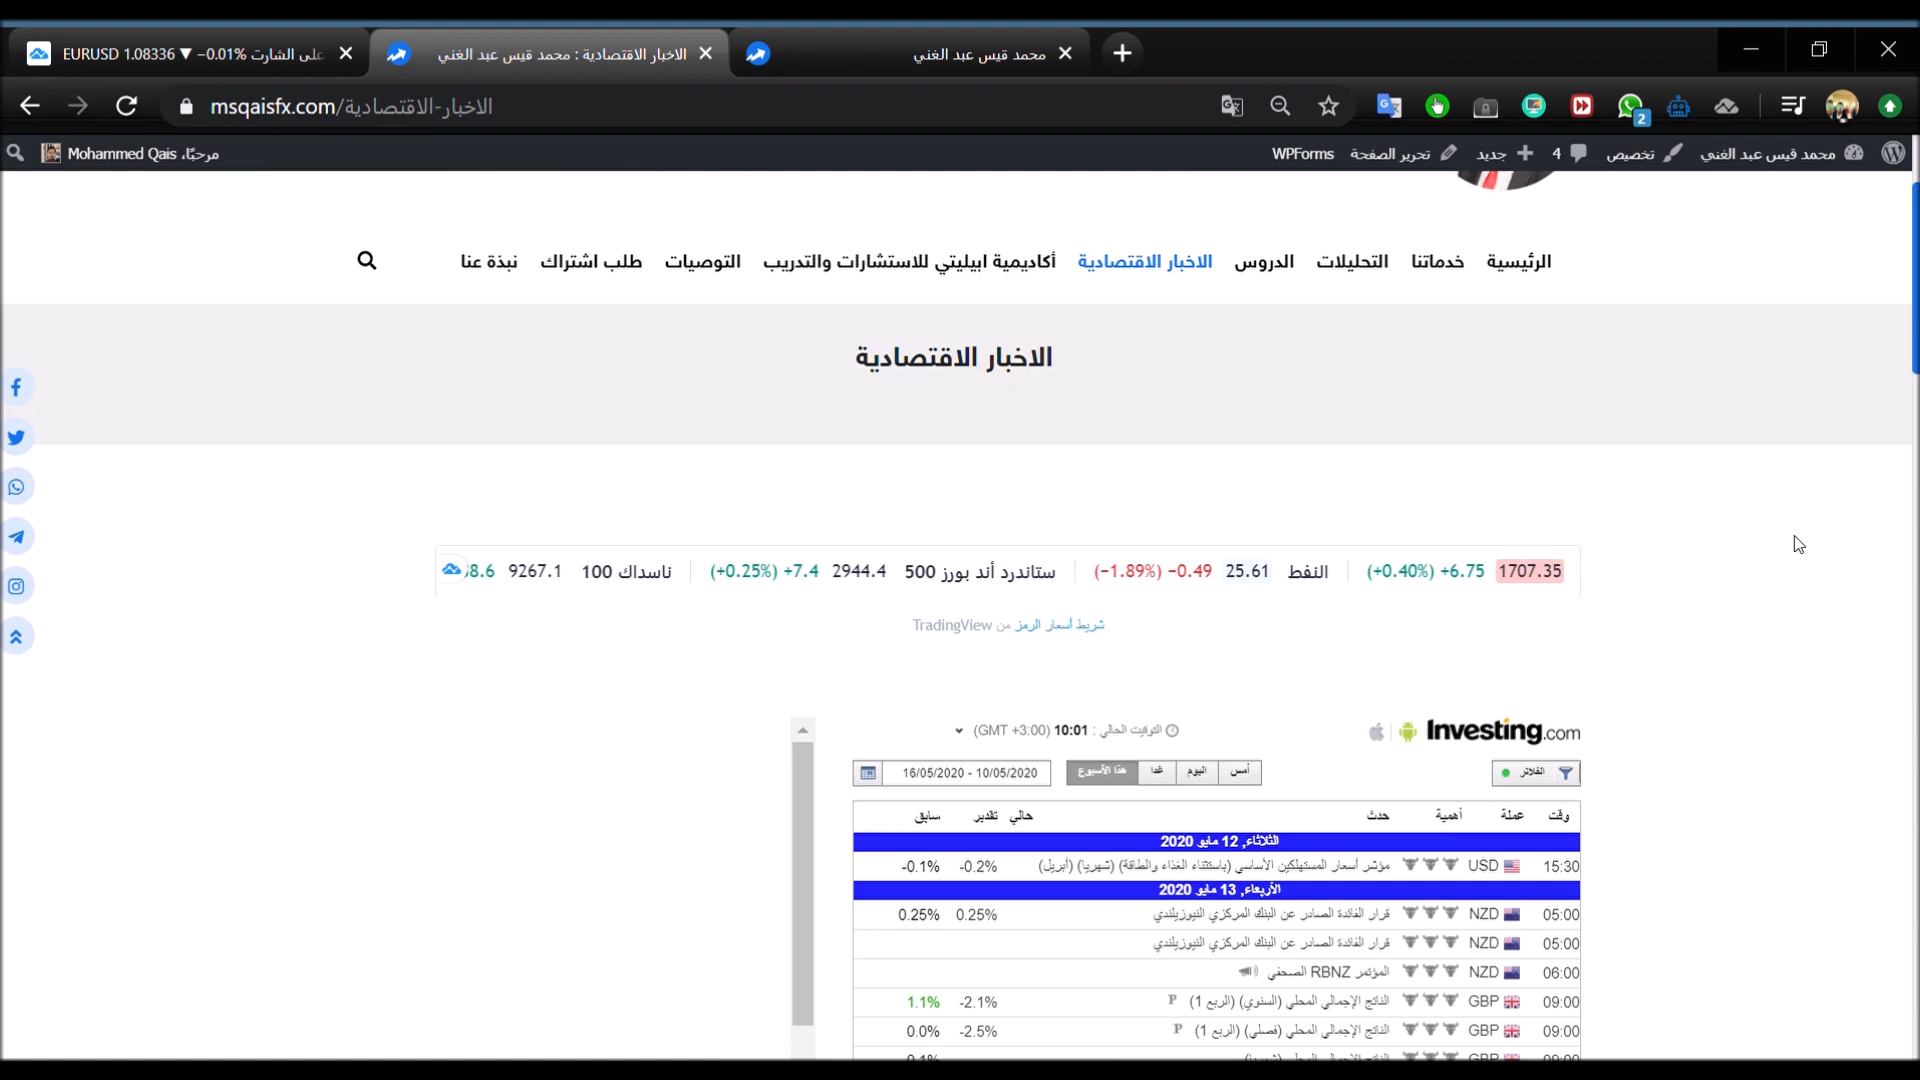 EURUSD 1.08336 ▼ −0.01% على الشارت
الاخبار الاقتصادية : محمد قيس عبد الغني
محمد قيس عبد الغني
msqaisfx.com/الاخبار-الاقتصادية
2
مرحبًا، Mohammed Qais
محمد قيس عبد الغني
تخصيص
4
جديد
تحرير الصفحة
WPForms
الرئيسية
خدماتنا
التحليلات
الدروس
الاخبار الاقتصادية
أكاديمية ابيليتي للاستشارات والتدريب
التوصيات
طلب اشتراك
نبذة عنا
الاخبار الاقتصادية
1707.35 +6.75 (+0.40%)
النفط 25.61 −0.49 (−1.89%)
ستاندرد أند بورز 500 2944.4 +7.4 (+0.25%)
ناسداك 100 9267.1
شريط أسعار الرمز من TradingView
Investing.com
التوقيت الحالي : 10:01 (GMT +3:00)
الفلاتر
أمس اليوم غدا هذا الأسبوع
10/05/2020 - 16/05/2020
وقت عملة أهمية حدث حالي تقدير سابق
الثلاثاء, 12 مايو 2020
15:30 USD مؤشر أسعار المستهلكين الأساسي (باستثناء الغذاء والطاقة) (شهريا) (أبريل) -0.2% -0.1%
الأربعاء, 13 مايو 2020
05:00 NZD قرار الفائدة الصادر عن البنك المركزي النيوزيلندي 0.25% 0.25%
05:00 NZD قرار الفائدة الصادر عن البنك المركزي النيوزيلندي
06:00 NZD المؤتمر RBNZ الصحفي
09:00 GBP الناتج الإجمالي المحلي (السنوي) (الربع 1) P -2.1% 1.1%
09:00 GBP الناتج الإجمالي المحلي (فصلي) (الربع 1) P -2.5% 0.0%